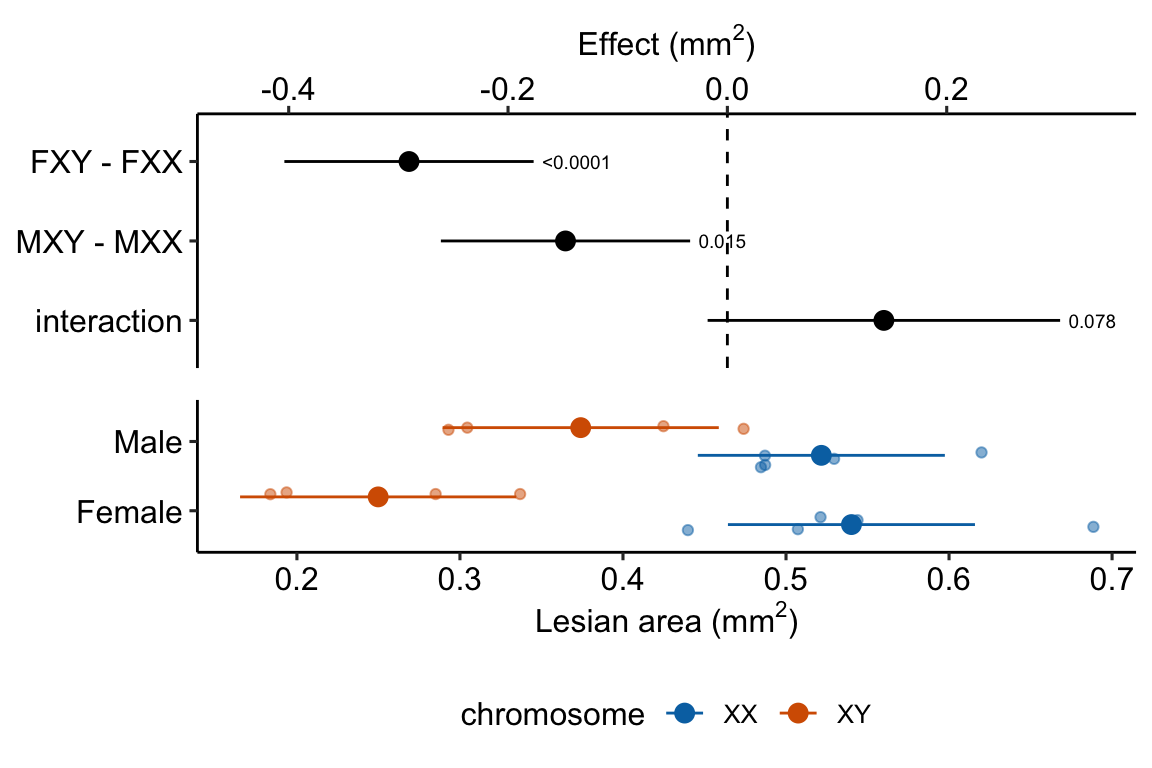 Effect (mm²)
-0.4 -0.2 0.0 0.2
FXY - FXX <0.0001
MXY - MXX 0.015
interaction 0.078
Male
Female
0.2 0.3 0.4 0.5 0.6 0.7
Lesian area (mm²)
chromosome XX XY